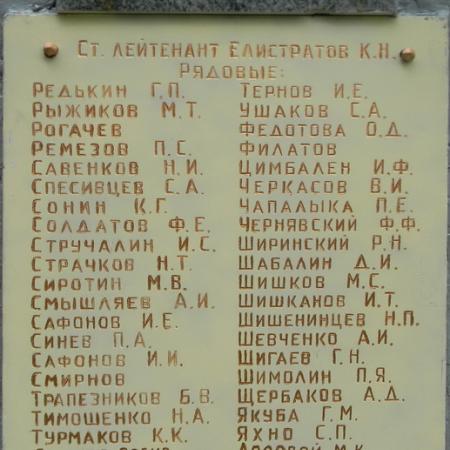 Ст. лейтенант Елистратов К.Н.
Рядовые:
Редькин Г.П.
Рыжиков М.Т.
Рогачев
Ремезов П.С.
Савенков Н.И.
Спесивцев С.А.
Сонин К.Г.
Солдатов Ф.Е.
Стручалин И.С.
Страчков Н.Т.
Сиротин М.В.
Смышляев А.И.
Сафонов И.Е.
Синев П.А.
Сафонов И.И.
Смирнов
Трапезников Б.В.
Тимошенко Н.А.
Турмаков К.К.
Тернов И.Е.
Ушаков С.А.
Федотова О.Д.
Филатов
Цимбален И.Ф.
Черкасов В.И.
Чапалыка П.Е.
Чернявский Ф.Ф.
Ширинский Р.Н.
Шабалин Д.И.
Шишков М.С.
Шишканов И.Т.
Шишенинцев Н.П.
Шевченко А.И.
Шигаев Г.Н.
Шимолин П.Я.
Щербаков А.Д.
Якуба Г.М.
Яхно С.П.